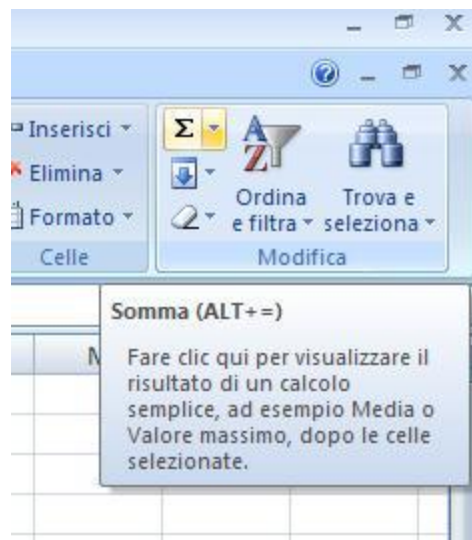 Inserisci
Elimina
Formato
Celle
Σ
Ordina
e filtra
Trova e
seleziona
Modifica
Somma (ALT+=)
Fare clic qui per visualizzare il
risultato di un calcolo
semplice, ad esempio Media o
Valore massimo, dopo le celle
selezionate.